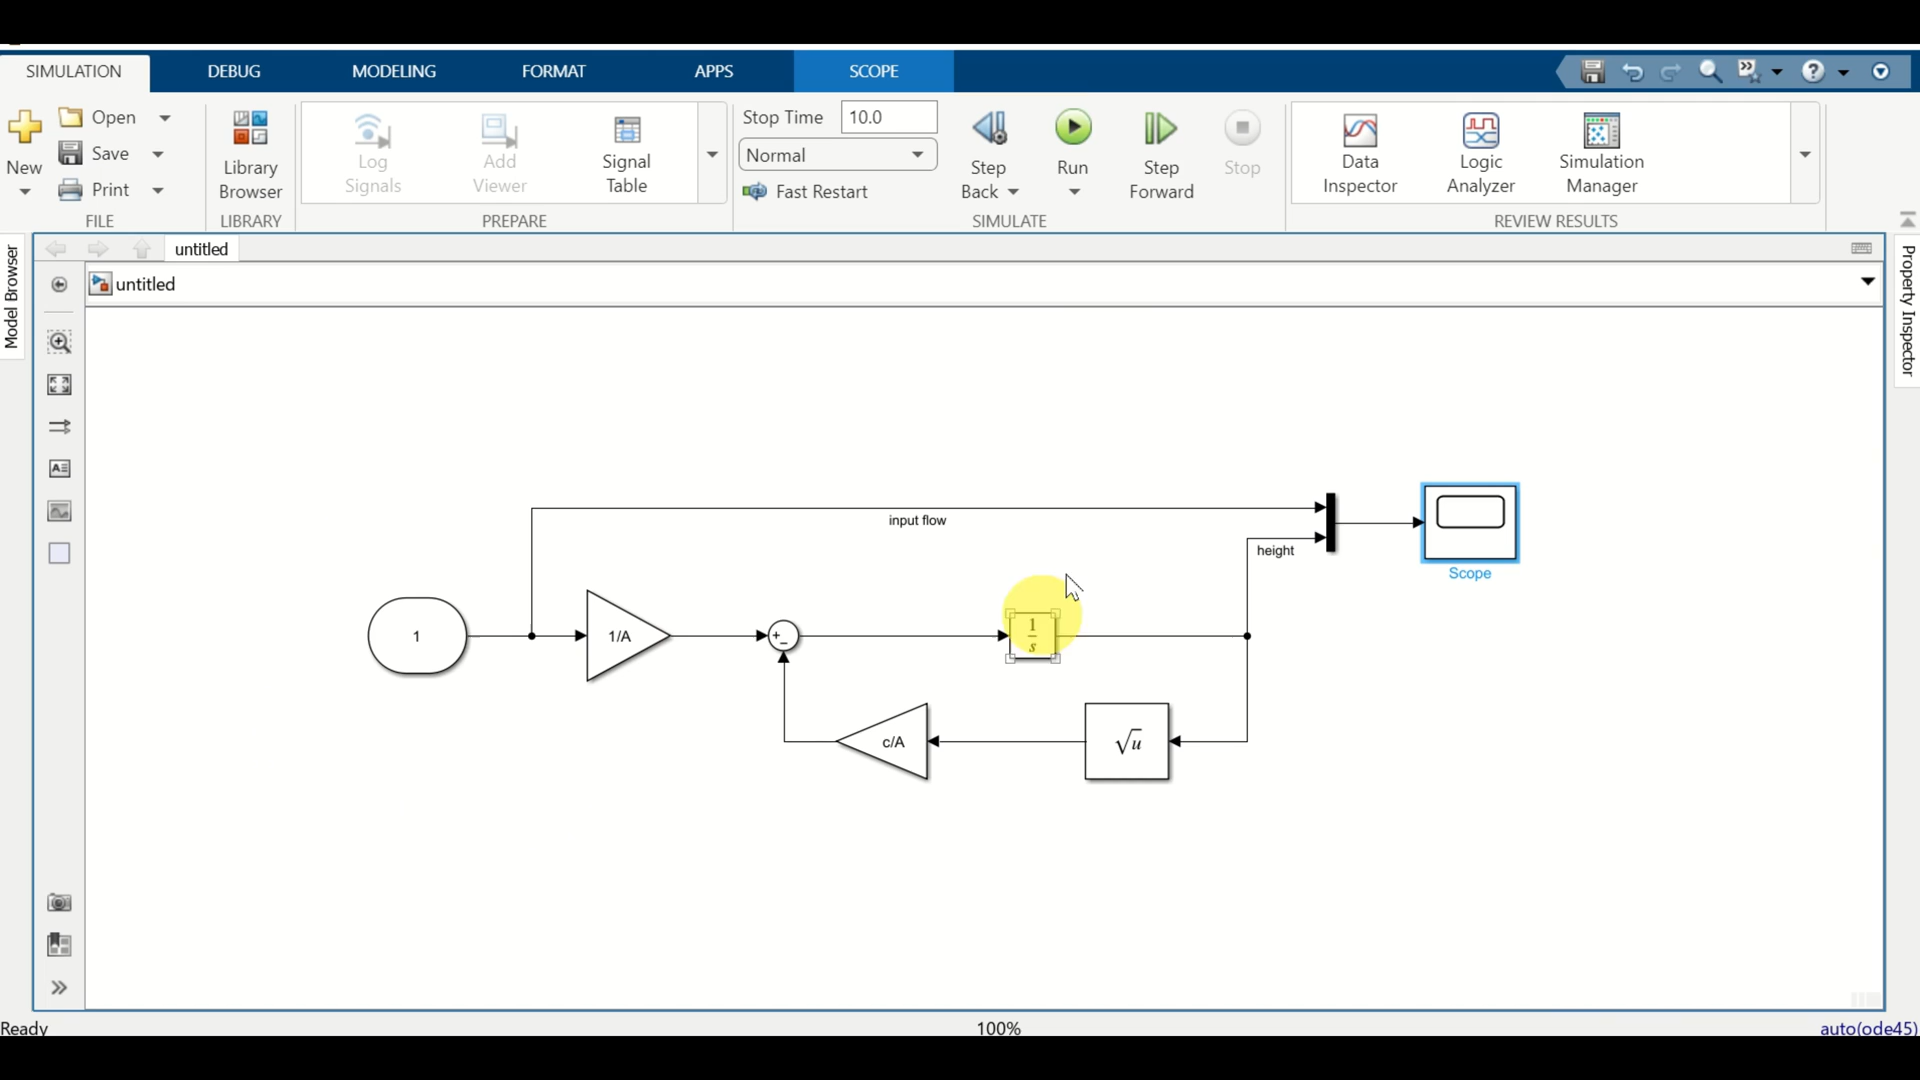 SIMULATION
DEBUG
MODELING
FORMAT
APPS
SCOPE
New
Open
Save
Print
FILE
Library
Browser
LIBRARY
Log
Signals
Add
Viewer
Signal
Table
PREPARE
Stop Time 10.0
Normal
Fast Restart
Step
Back
Run
Step
Forward
Stop
SIMULATE
Data
Inspector
Logic
Analyzer
Simulation
Manager
REVIEW RESULTS
Model Browser
untitled
untitled
Property Inspector
input flow
height
Scope
1
1/A
+
−
1
s
c/A
√u
Ready
100%
auto(ode45)